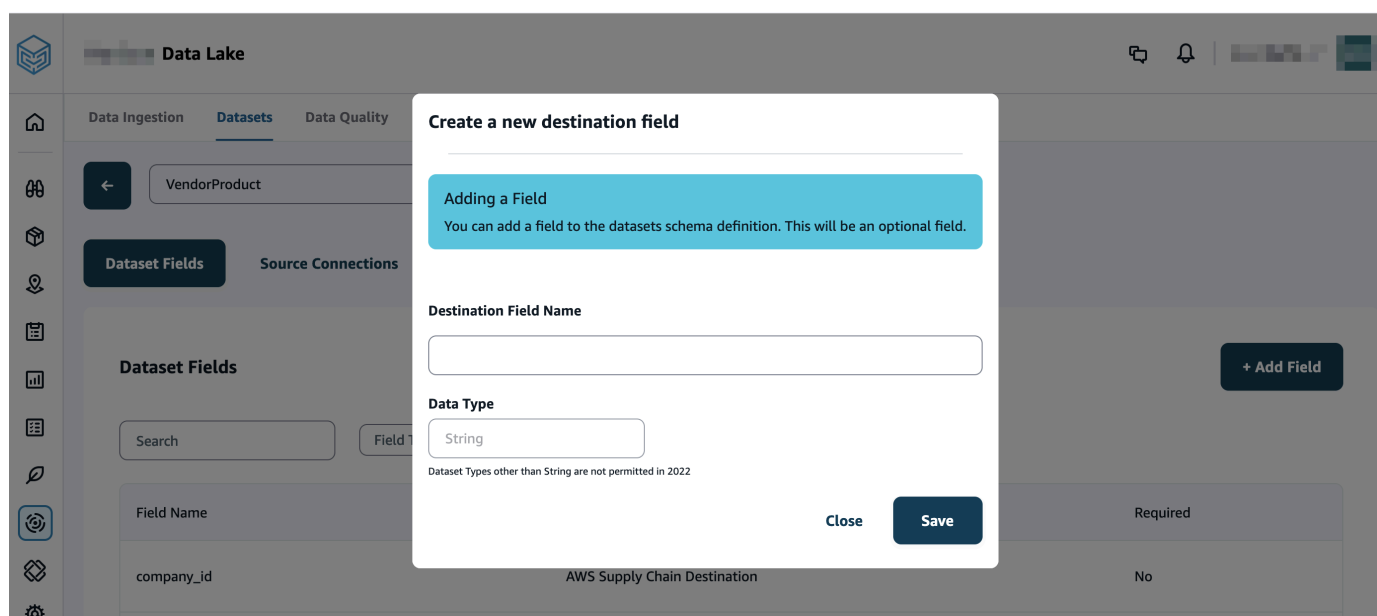 Data Lake
Data Ingestion Datasets Data Quality
VendorProduct
Dataset Fields Source Connections
Create a new destination field
Adding a Field
You can add a field to the datasets schema definition. This will be an optional field.
Destination Field Name
Data Type
String
Dataset Types other than String are not permitted in 2022
Close Save
Dataset Fields
+ Add Field
Search
Field Name
Required
company_id
AWS Supply Chain Destination
No